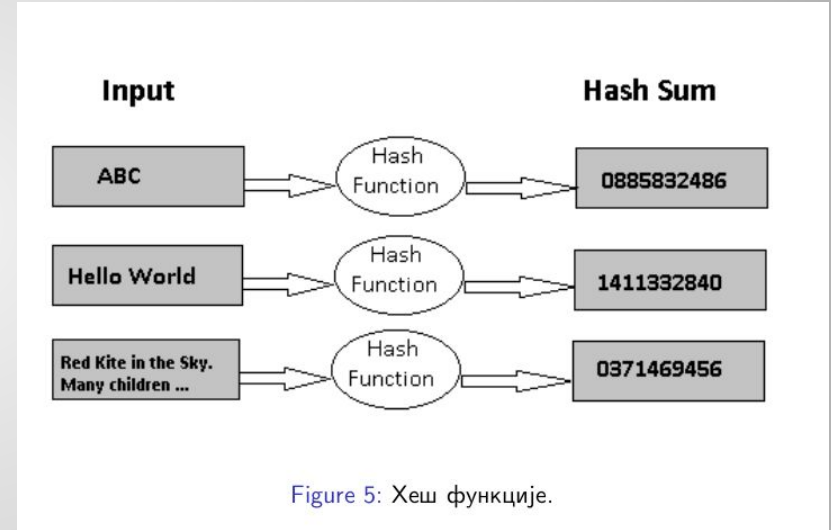 Input
Hash Sum
ABC
Hash
Function
0885832486
Hello World
Hash
Function
1411332840
Red Kite in the Sky.
Many children ...
Hash
Function
0371469456
Figure 5: Хеш функције.